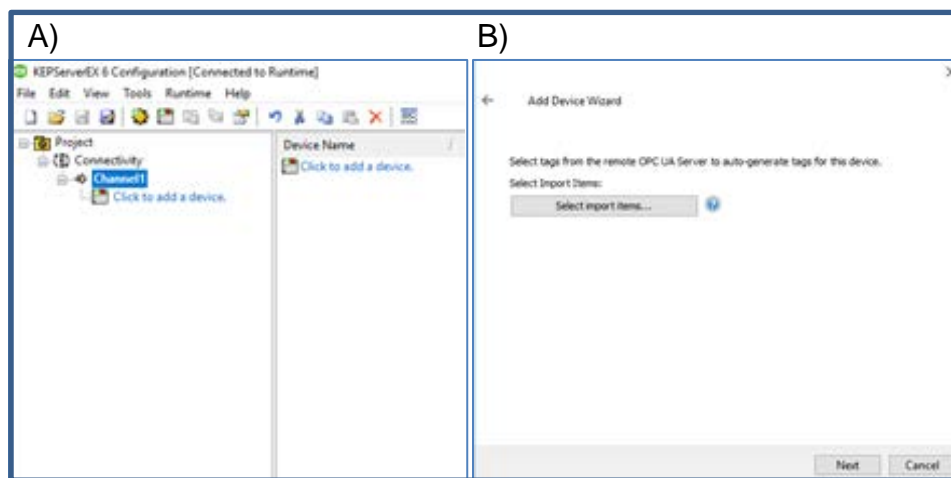 A)
KEPServerEX 6 Configuration [Connected to Runtime]
File Edit View Tools Runtime Help
Project
Connectivity
Channel1
Click to add a device.
Device Name
Click to add a device.
B)
Add Device Wizard
Select tags from the remote OPC UA Server to auto-generate tags for this device.
Select Import Items:
Select import items...
Next Cancel